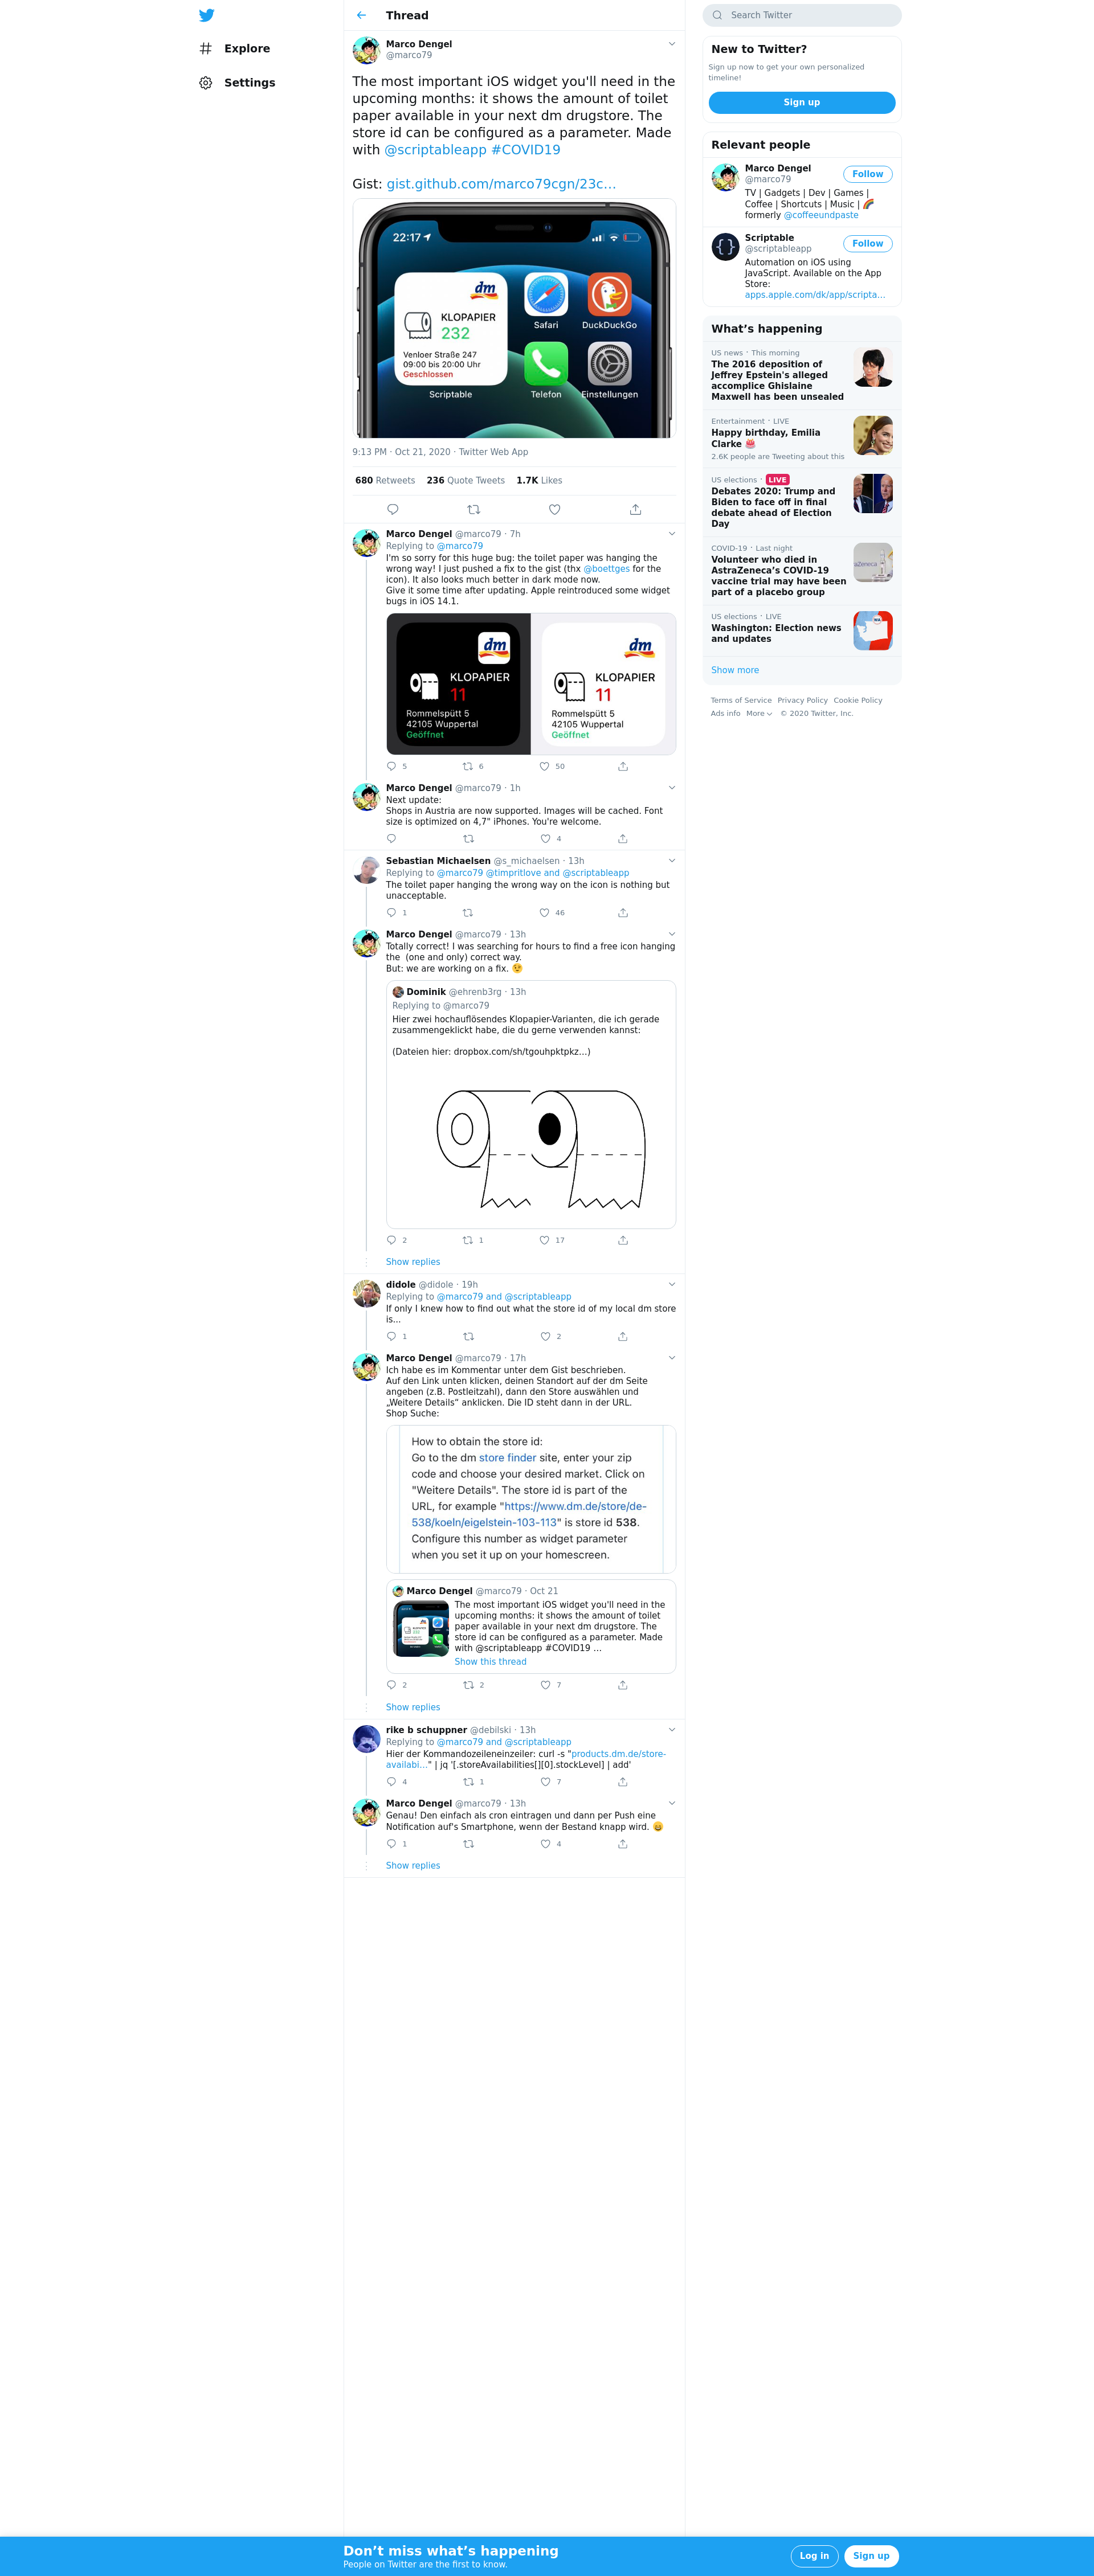 Explore
Settings
Thread
Marco Dengel
@marco79
The most important iOS widget you'll need in the
upcoming months: it shows the amount of toilet
paper available in your next dm drugstore. The
store id can be configured as a parameter. Made
with @scriptableapp #COVID19
Gist: gist.github.com/marco79cgn/23c…
22:17
dm
KLOPAPIER
232
Venloer Straße 247
09:00 bis 20:00 Uhr
Geschlossen
Scriptable
Safari
DuckDuckGo
Telefon
Einstellungen
9:13 PM · Oct 21, 2020 · Twitter Web App
680 Retweets 236 Quote Tweets 1.7K Likes
Marco Dengel @marco79 · 7h
Replying to @marco79
I'm so sorry for this huge bug: the toilet paper was hanging the
wrong way! I just pushed a fix to the gist (thx @boettges for the
icon). It also looks much better in dark mode now.
Give it some time after updating. Apple reintroduced some widget
bugs in iOS 14.1.
dm
KLOPAPIER
11
Rommelspütt 5
42105 Wuppertal
Geöffnet
dm
KLOPAPIER
11
Rommelspütt 5
42105 Wuppertal
Geöffnet
5 6 50
Marco Dengel @marco79 · 1h
Next update:
Shops in Austria are now supported. Images will be cached. Font
size is optimized on 4,7" iPhones. You're welcome.
4
Sebastian Michaelsen @s_michaelsen · 13h
Replying to @marco79 @timpritlove and @scriptableapp
The toilet paper hanging the wrong way on the icon is nothing but
unacceptable.
1 46
Marco Dengel @marco79 · 13h
Totally correct! I was searching for hours to find a free icon hanging
the (one and only) correct way.
But: we are working on a fix. 😉
Dominik @ehrenb3rg · 13h
Replying to @marco79
Hier zwei hochauflösendes Klopapier-Varianten, die ich gerade
zusammengeklickt habe, die du gerne verwenden kannst:
(Dateien hier: dropbox.com/sh/tgouhpktpkz…)
2 1 17
Show replies
didole @didole · 19h
Replying to @marco79 and @scriptableapp
If only I knew how to find out what the store id of my local dm store
is...
1 2
Marco Dengel @marco79 · 17h
Ich habe es im Kommentar unter dem Gist beschrieben.
Auf den Link unten klicken, deinen Standort auf der dm Seite
angeben (z.B. Postleitzahl), dann den Store auswählen und
„Weitere Details“ anklicken. Die ID steht dann in der URL.
Shop Suche:
How to obtain the store id:
Go to the dm store finder site, enter your zip
code and choose your desired market. Click on
"Weitere Details". The store id is part of the
URL, for example "https://www.dm.de/store/de-
538/koeln/eigelstein-103-113" is store id 538.
Configure this number as widget parameter
when you set it up on your homescreen.
Marco Dengel @marco79 · Oct 21
The most important iOS widget you'll need in the
upcoming months: it shows the amount of toilet
paper available in your next dm drugstore. The
store id can be configured as a parameter. Made
with @scriptableapp #COVID19 …
Show this thread
2 2 7
Show replies
rike b schuppner @debilski · 13h
Replying to @marco79 and @scriptableapp
Hier der Kommandozeileneinzeiler: curl -s "products.dm.de/store-
availabi…" | jq '[.storeAvailabilities[][0].stockLevel] | add'
4 1 7
Marco Dengel @marco79 · 13h
Genau! Den einfach als cron eintragen und dann per Push eine
Notification auf's Smartphone, wenn der Bestand knapp wird. 😄
1 4
Show replies
Search Twitter
New to Twitter?
Sign up now to get your own personalized
timeline!
Sign up
Relevant people
Marco Dengel
@marco79
Follow
TV | Gadgets | Dev | Games |
Coffee | Shortcuts | Music | 🌈
formerly @coffeeundpaste
Scriptable
@scriptableapp
Follow
Automation on iOS using
JavaScript. Available on the App
Store:
apps.apple.com/dk/app/scripta…
What’s happening
US news · This morning
The 2016 deposition of
Jeffrey Epstein's alleged
accomplice Ghislaine
Maxwell has been unsealed
Entertainment · LIVE
Happy birthday, Emilia
Clarke 🎂
2.6K people are Tweeting about this
US elections · LIVE
Debates 2020: Trump and
Biden to face off in final
debate ahead of Election
Day
COVID-19 · Last night
Volunteer who died in
AstraZeneca’s COVID-19
vaccine trial may have been
part of a placebo group
aZeneca
US elections · LIVE
Washington: Election news
and updates
WA
Show more
Terms of Service Privacy Policy Cookie Policy
Ads info More © 2020 Twitter, Inc.
Don’t miss what’s happening
People on Twitter are the first to know.
Log in
Sign up